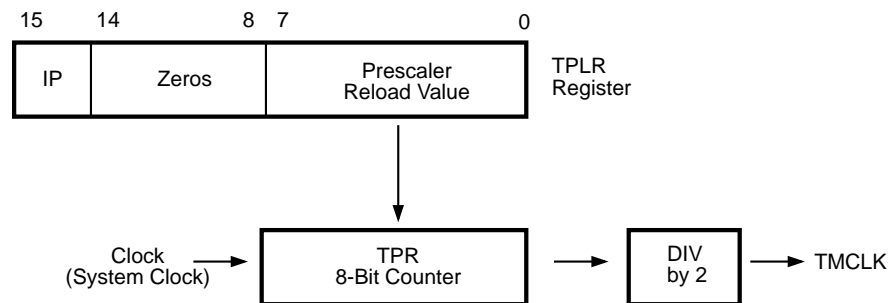 15 14 8 7 0
IP Zeros Prescaler Reload Value
TPLR Register
Clock (System Clock)
TPR 8-Bit Counter
DIV by 2
TMCLK